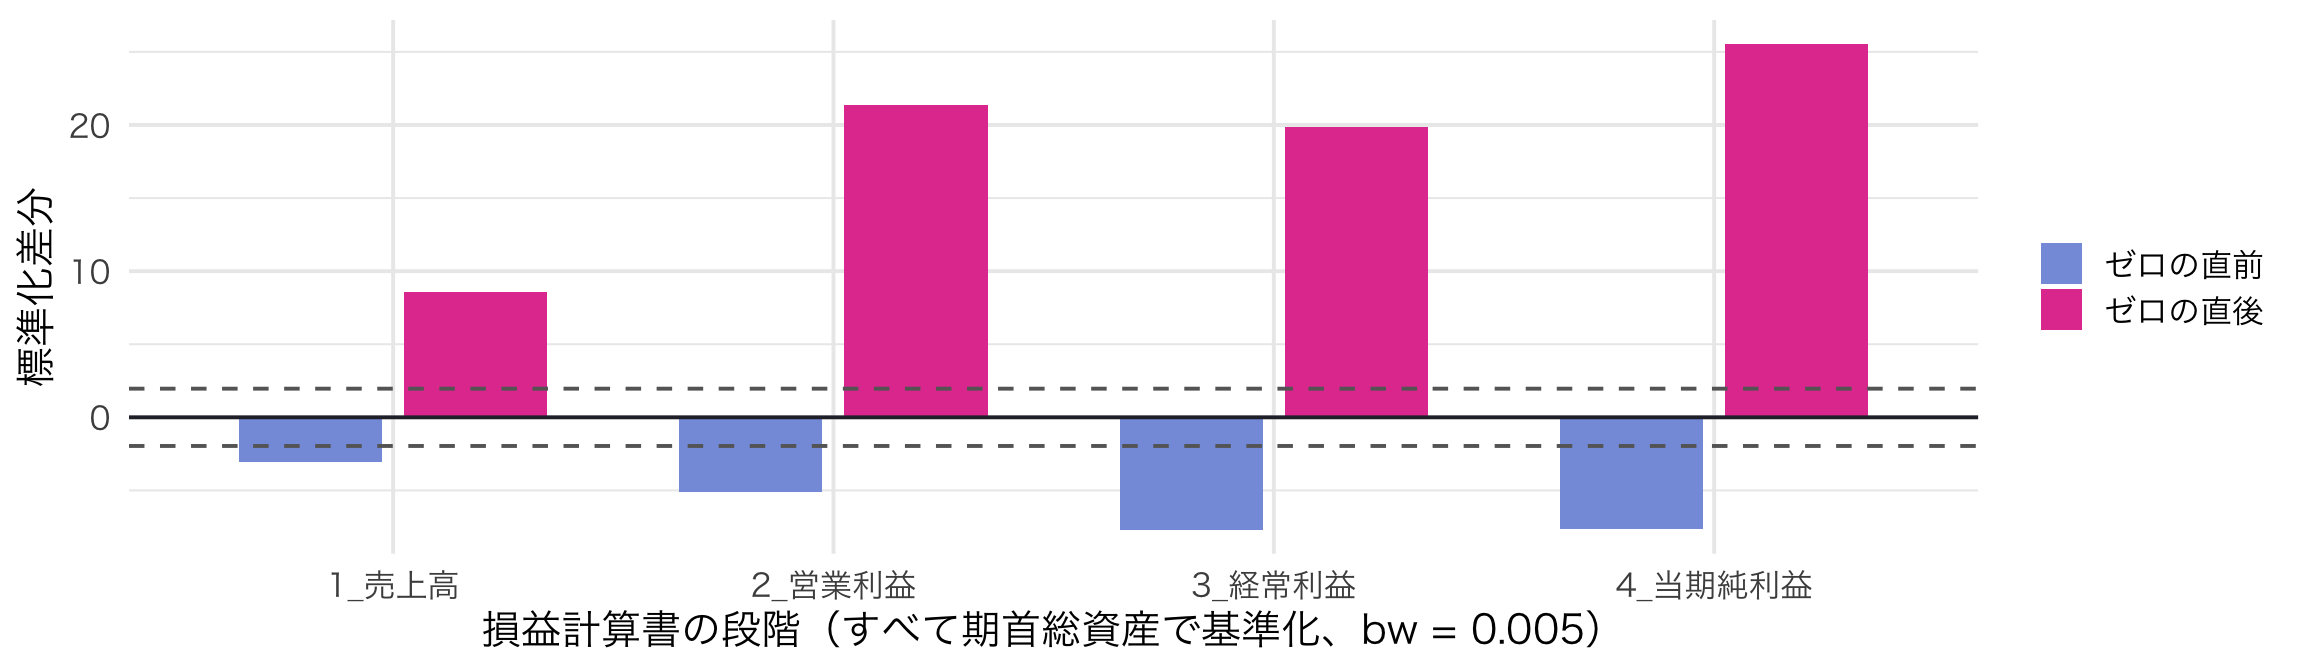 標準化差分
20
10
0
1_売上高
2_営業利益
3_経常利益
4_当期純利益
損益計算書の段階（すべて期首総資産で基準化、bw = 0.005）
ゼロの直前
ゼロの直後